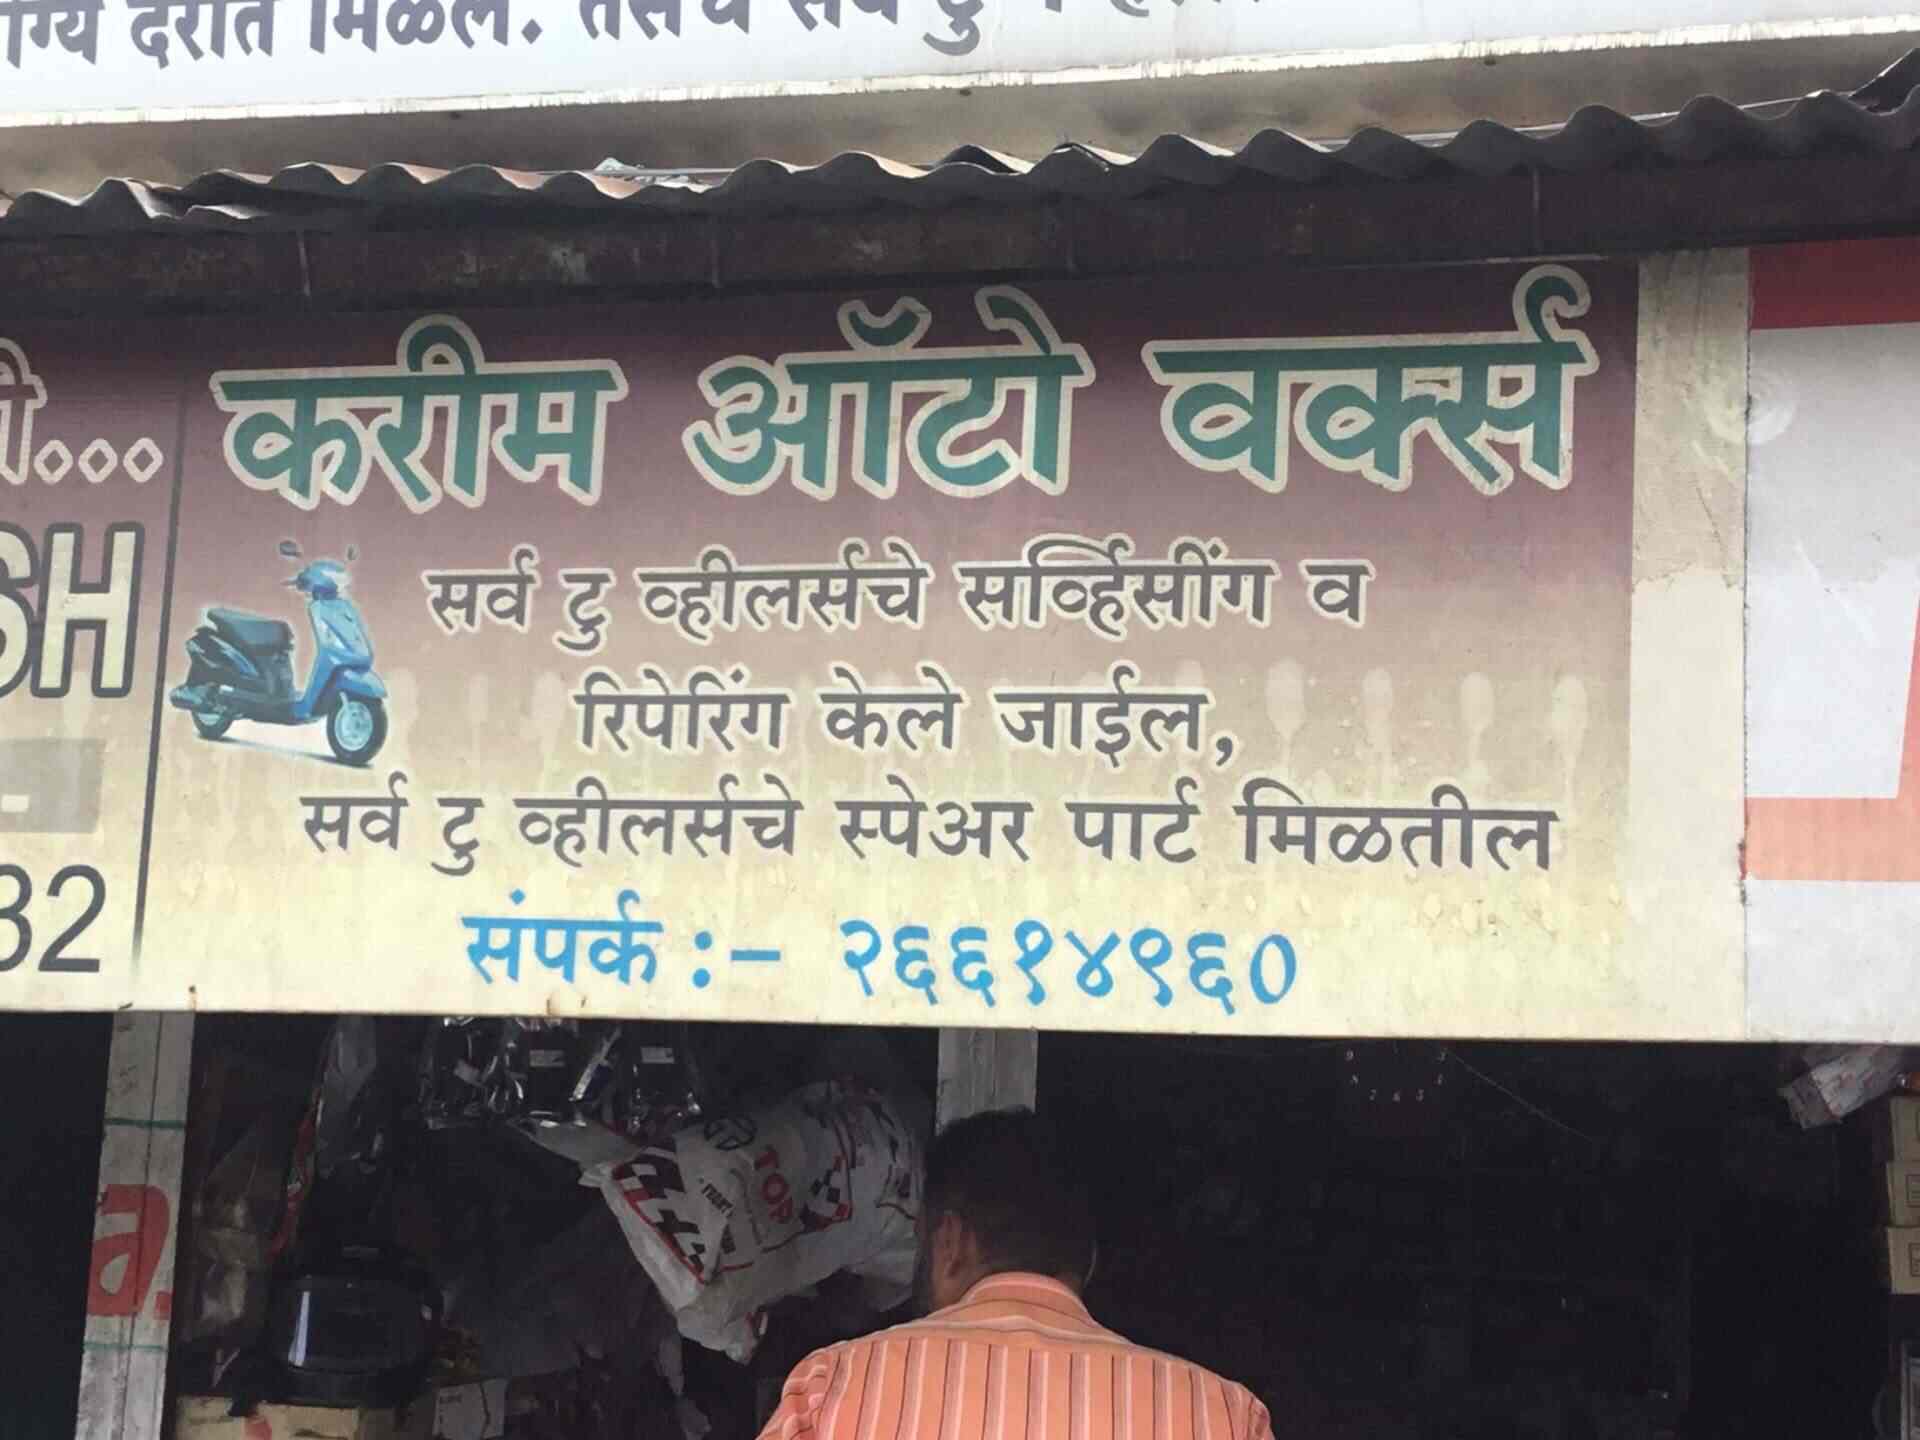 दरात मिळेल. तसेच सर्व टु
करीम ऑटो वर्क्स
सर्व टु व्हीलर्सचे सर्व्हिसींग व
रिपेरिंग केले जाईल,
सर्व टु व्हीलर्सचे स्पेअर पार्ट मिळतील
संपर्क :- २६६१४९६०
SH
32
TOP
a.